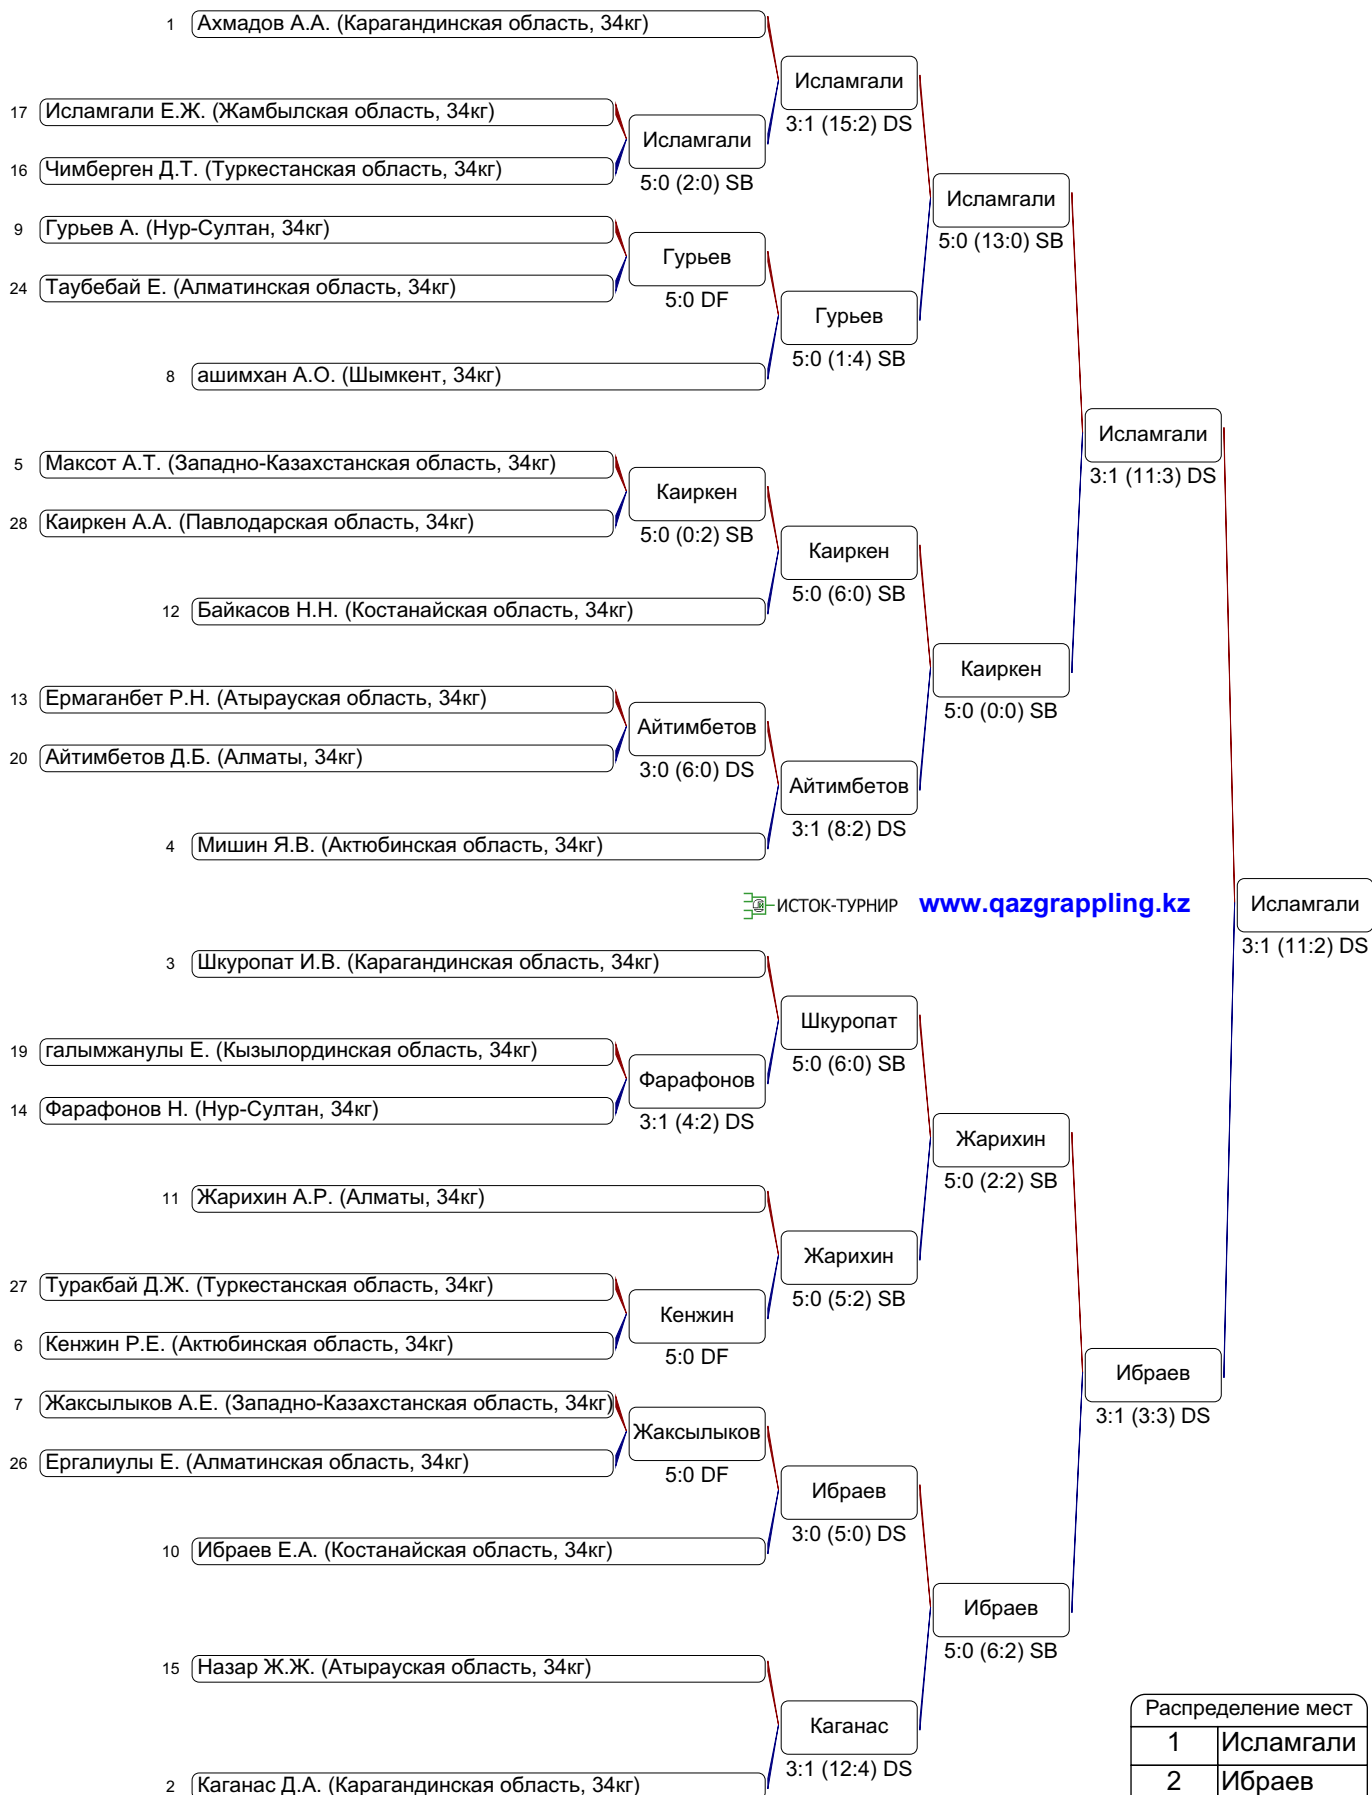 1 Ахмадов А.А. (Карагандинская область, 34кг)
Исламгали
3:1 (15:2) DS
17 Исламгали Е.Ж. (Жамбылская область, 34кг)
Исламгали
5:0 (2:0) SB
16 Чимберген Д.Т. (Туркестанская область, 34кг)
Исламгали
5:0 (13:0) SB
9 Гурьев А. (Нур-Султан, 34кг)
Гурьев
5:0 DF
24 Таубебай Е. (Алматинская область, 34кг)
Гурьев
5:0 (1:4) SB
8 ашимхан А.О. (Шымкент, 34кг)
Исламгали
3:1 (11:3) DS
5 Максот А.Т. (Западно-Казахстанская область, 34кг)
Каиркен
5:0 (0:2) SB
28 Каиркен А.А. (Павлодарская область, 34кг)
Каиркен
5:0 (6:0) SB
12 Байкасов Н.Н. (Костанайская область, 34кг)
Каиркен
5:0 (0:0) SB
13 Ермаганбет Р.Н. (Атырауская область, 34кг)
Айтимбетов
3:0 (6:0) DS
20 Айтимбетов Д.Б. (Алматы, 34кг)
Айтимбетов
3:1 (8:2) DS
4 Мишин Я.В. (Актюбинская область, 34кг)
ИСТОК-ТУРНИР www.qazgrappling.kz
Исламгали
3:1 (11:2) DS
3 Шкуропат И.В. (Карагандинская область, 34кг)
Шкуропат
5:0 (6:0) SB
19 галымжанулы Е. (Кызылординская область, 34кг)
Фарафонов
3:1 (4:2) DS
14 Фарафонов Н. (Нур-Султан, 34кг)
Жарихин
5:0 (2:2) SB
11 Жарихин А.Р. (Алматы, 34кг)
Жарихин
5:0 (5:2) SB
27 Туракбай Д.Ж. (Туркестанская область, 34кг)
Кенжин
5:0 DF
6 Кенжин Р.Е. (Актюбинская область, 34кг)
Ибраев
3:1 (3:3) DS
7 Жаксылыков А.Е. (Западно-Казахстанская область, 34кг)
Жаксылыков
5:0 DF
26 Ергалиулы Е. (Алматинская область, 34кг)
Ибраев
3:0 (5:0) DS
10 Ибраев Е.А. (Костанайская область, 34кг)
Ибраев
5:0 (6:2) SB
15 Назар Ж.Ж. (Атырауская область, 34кг)
Каганас
3:1 (12:4) DS
2 Каганас Д.А. (Карагандинская область, 34кг)
Распределение мест
1 Исламгали
2 Ибраев